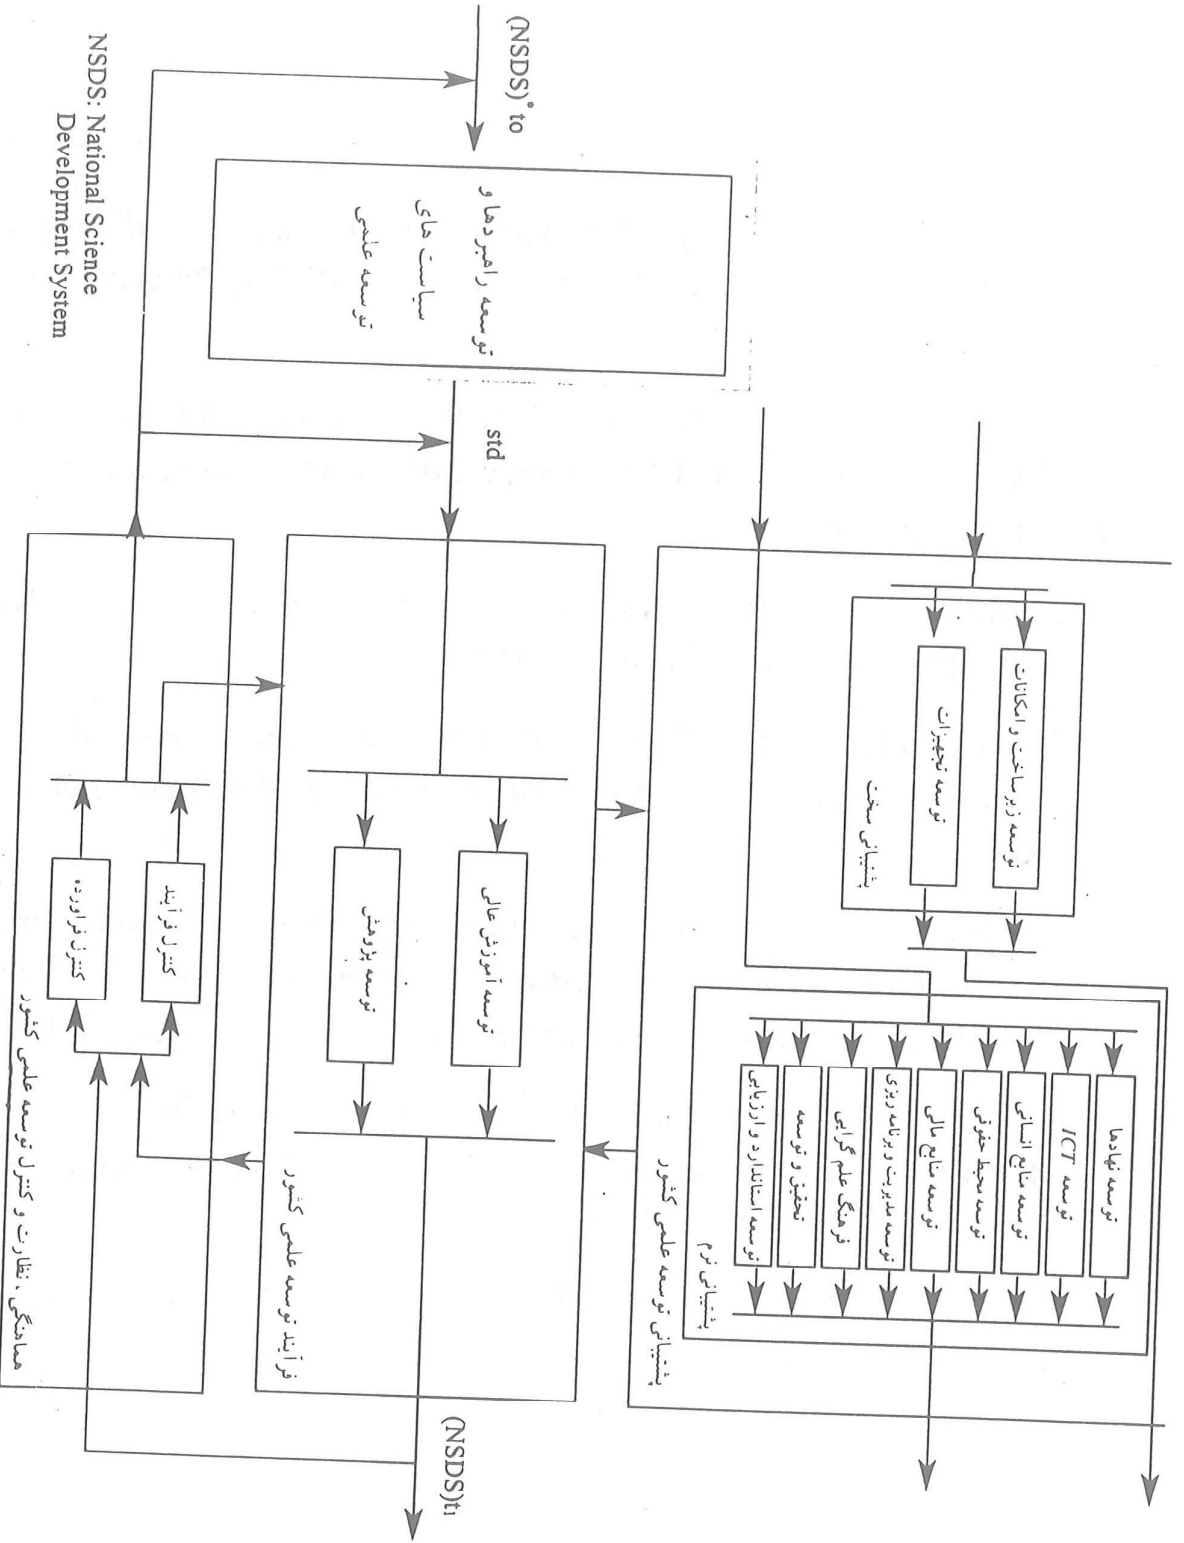 (NSDS)* to
توسعه راهبردها و
سیاست های
توسعه علمی
std
NSDS: National Science
Development System
توسعه زیرساخت و امکانات
توسعه تجهیزات
پشتیبانی سخت
توسعه نهادها
توسعه ICT
توسعه منابع انسانی
توسعه محیط حقوقی
توسعه منابع مالی
توسعه مدیریت و برنامه ریزی
فرهنگ علم گرایی
تحقیق و توسعه
توسعه استاندارد و ارزیابی
پشتیبانی نرم
پشتیبانی توسعه علمی کشور
توسعه آموزش عالی
توسعه پژوهش
فرآیند توسعه علمی کشور
کنترل فرآیند
کنترل فراورده
هماهنگی ، نظارت و کنترل توسعه علمی کشور
(NSDS)t₁